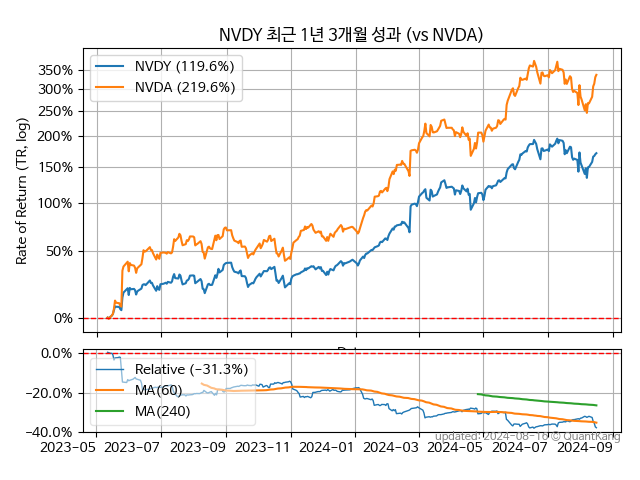 NVDY 최근 1년 3개월 성과 (vs NVDA)
NVDY (119.6%)
NVDA (219.6%)
Rate of Return (TR, log)
350%
300%
250%
200%
150%
100%
50%
0%
0.0%
−20.0%
−40.0%
Relative (−31.3%)
MA(60)
MA(240)
updated: 2024-08-16 © QuantKang
2023−05
2023−07
2023−09
2023−11
2024−01
2024−03
2024−05
2024−07
2024−09